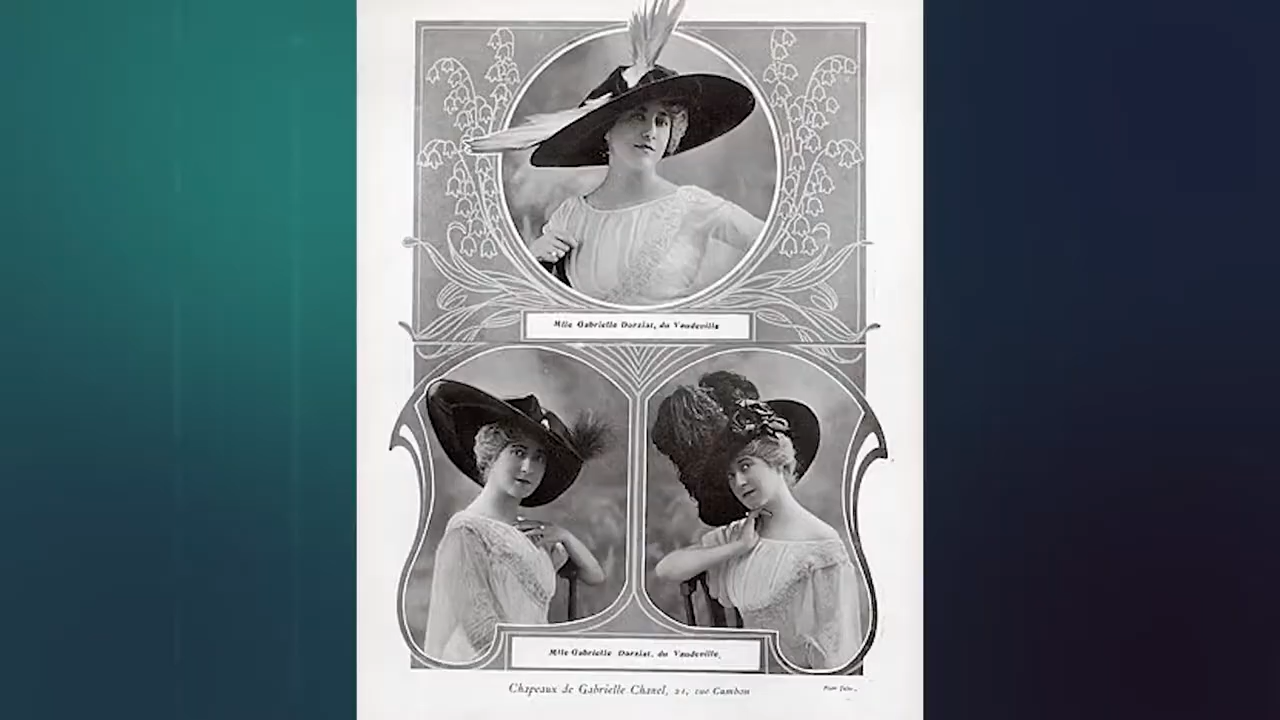 Mlle Gabrielle Dorziat, du Vaudeville
Mlle Gabrielle Dorziat, du Vaudeville.
Chapeaux de Gabrielle Chanel, 21, rue Cambon